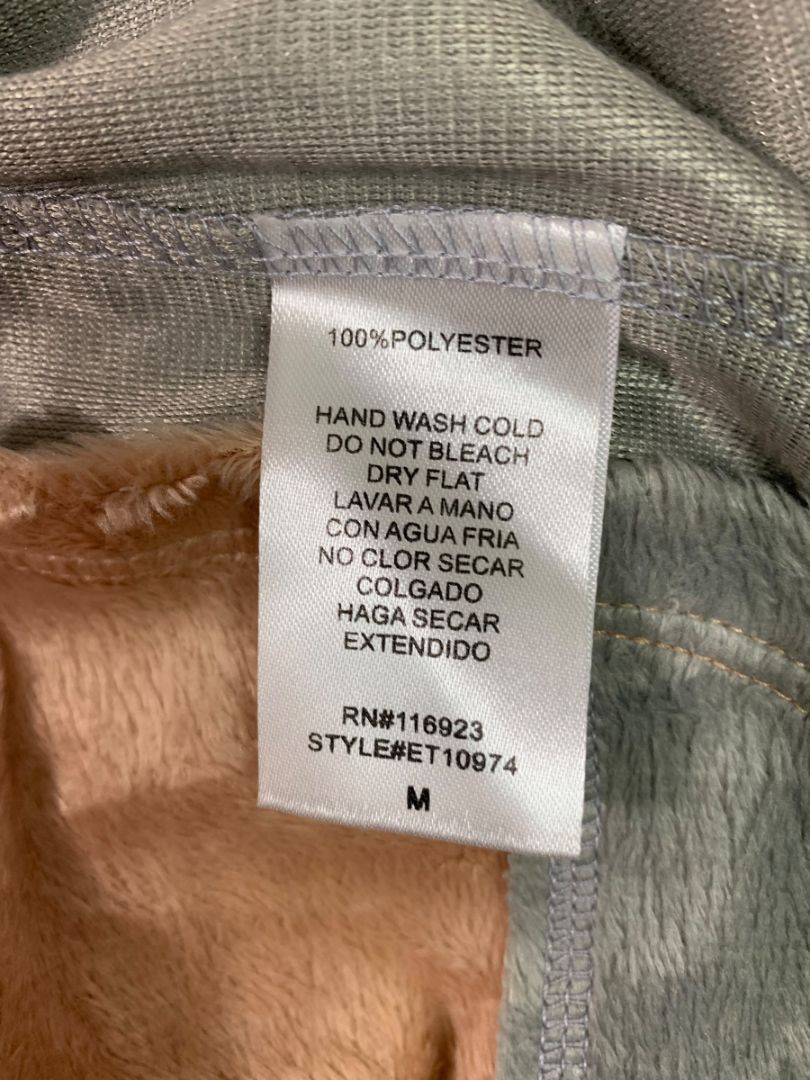 100%POLYESTER
HAND WASH COLD
DO NOT BLEACH
DRY FLAT
LAVAR A MANO
CON AGUA FRIA
NO CLOR SECAR
COLGADO
HAGA SECAR
EXTENDIDO
RN#116923
STYLE#ET10974
M